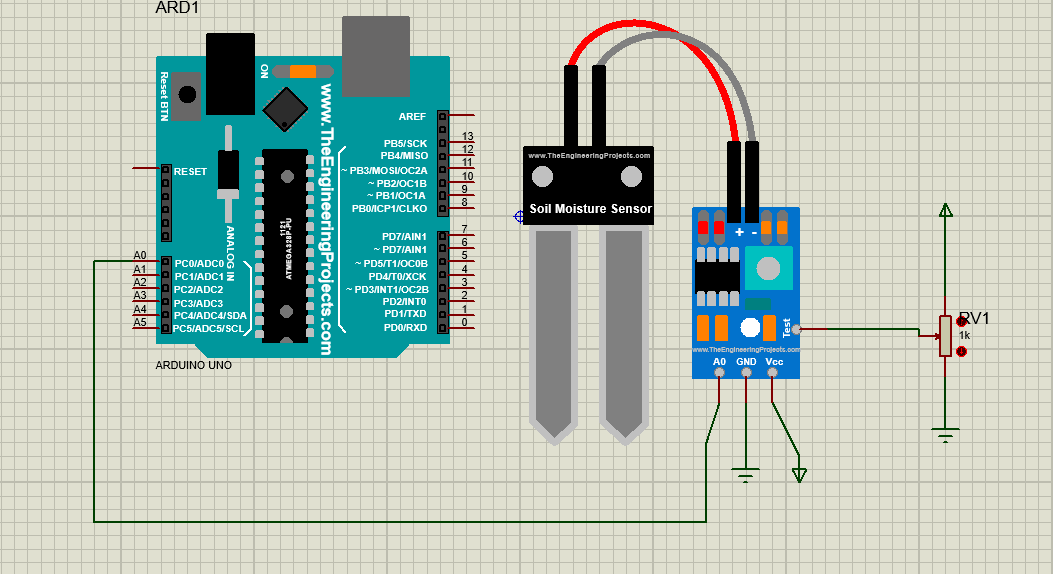 ARD1
ON
Reset BTN
www.TheEngineeringProjects.com
RESET
AREF
PB5/SCK 13
PB4/MISO 12
~ PB3/MOSI/OC2A 11
~ PB2/OC1B 10
~ PB1/OC1A 9
PB0/ICP1/CLKO 8
1121
ATMEGA328P-PU
ANALOG IN
PD7/AIN1 7
~ PD7/AIN1 6
~ PD5/T1/OC0B 5
PD4/T0/XCK 4
~ PD3/INT1/OC2B 3
PD2/INT0 2
PD1/TXD 1
PD0/RXD 0
A0 PC0/ADC0
A1 PC1/ADC1
A2 PC2/ADC2
A3 PC3/ADC3
A4 PC4/ADC4/SDA
A5 PC5/ADC5/SCL
ARDUINO UNO
www.TheEngineeringProjects.com
Soil Moisture Sensor
+ -
Test
www.TheEngineeringProjects.com
A0 GND Vcc
RV1
1k